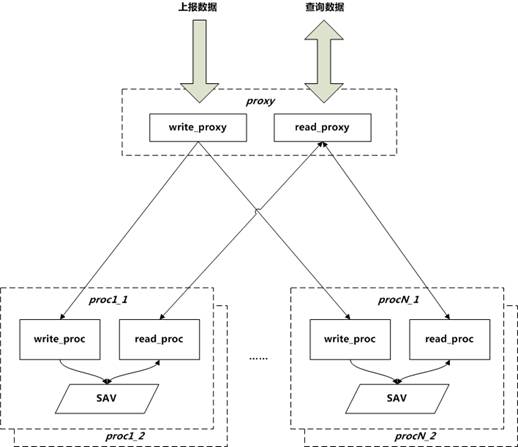 上报数据
查询数据
proxy
write_proxy
read_proxy
proc1_1
write_proc
read_proc
SAV
proc1_2
......
procN_1
write_proc
read_proc
SAV
procN_2